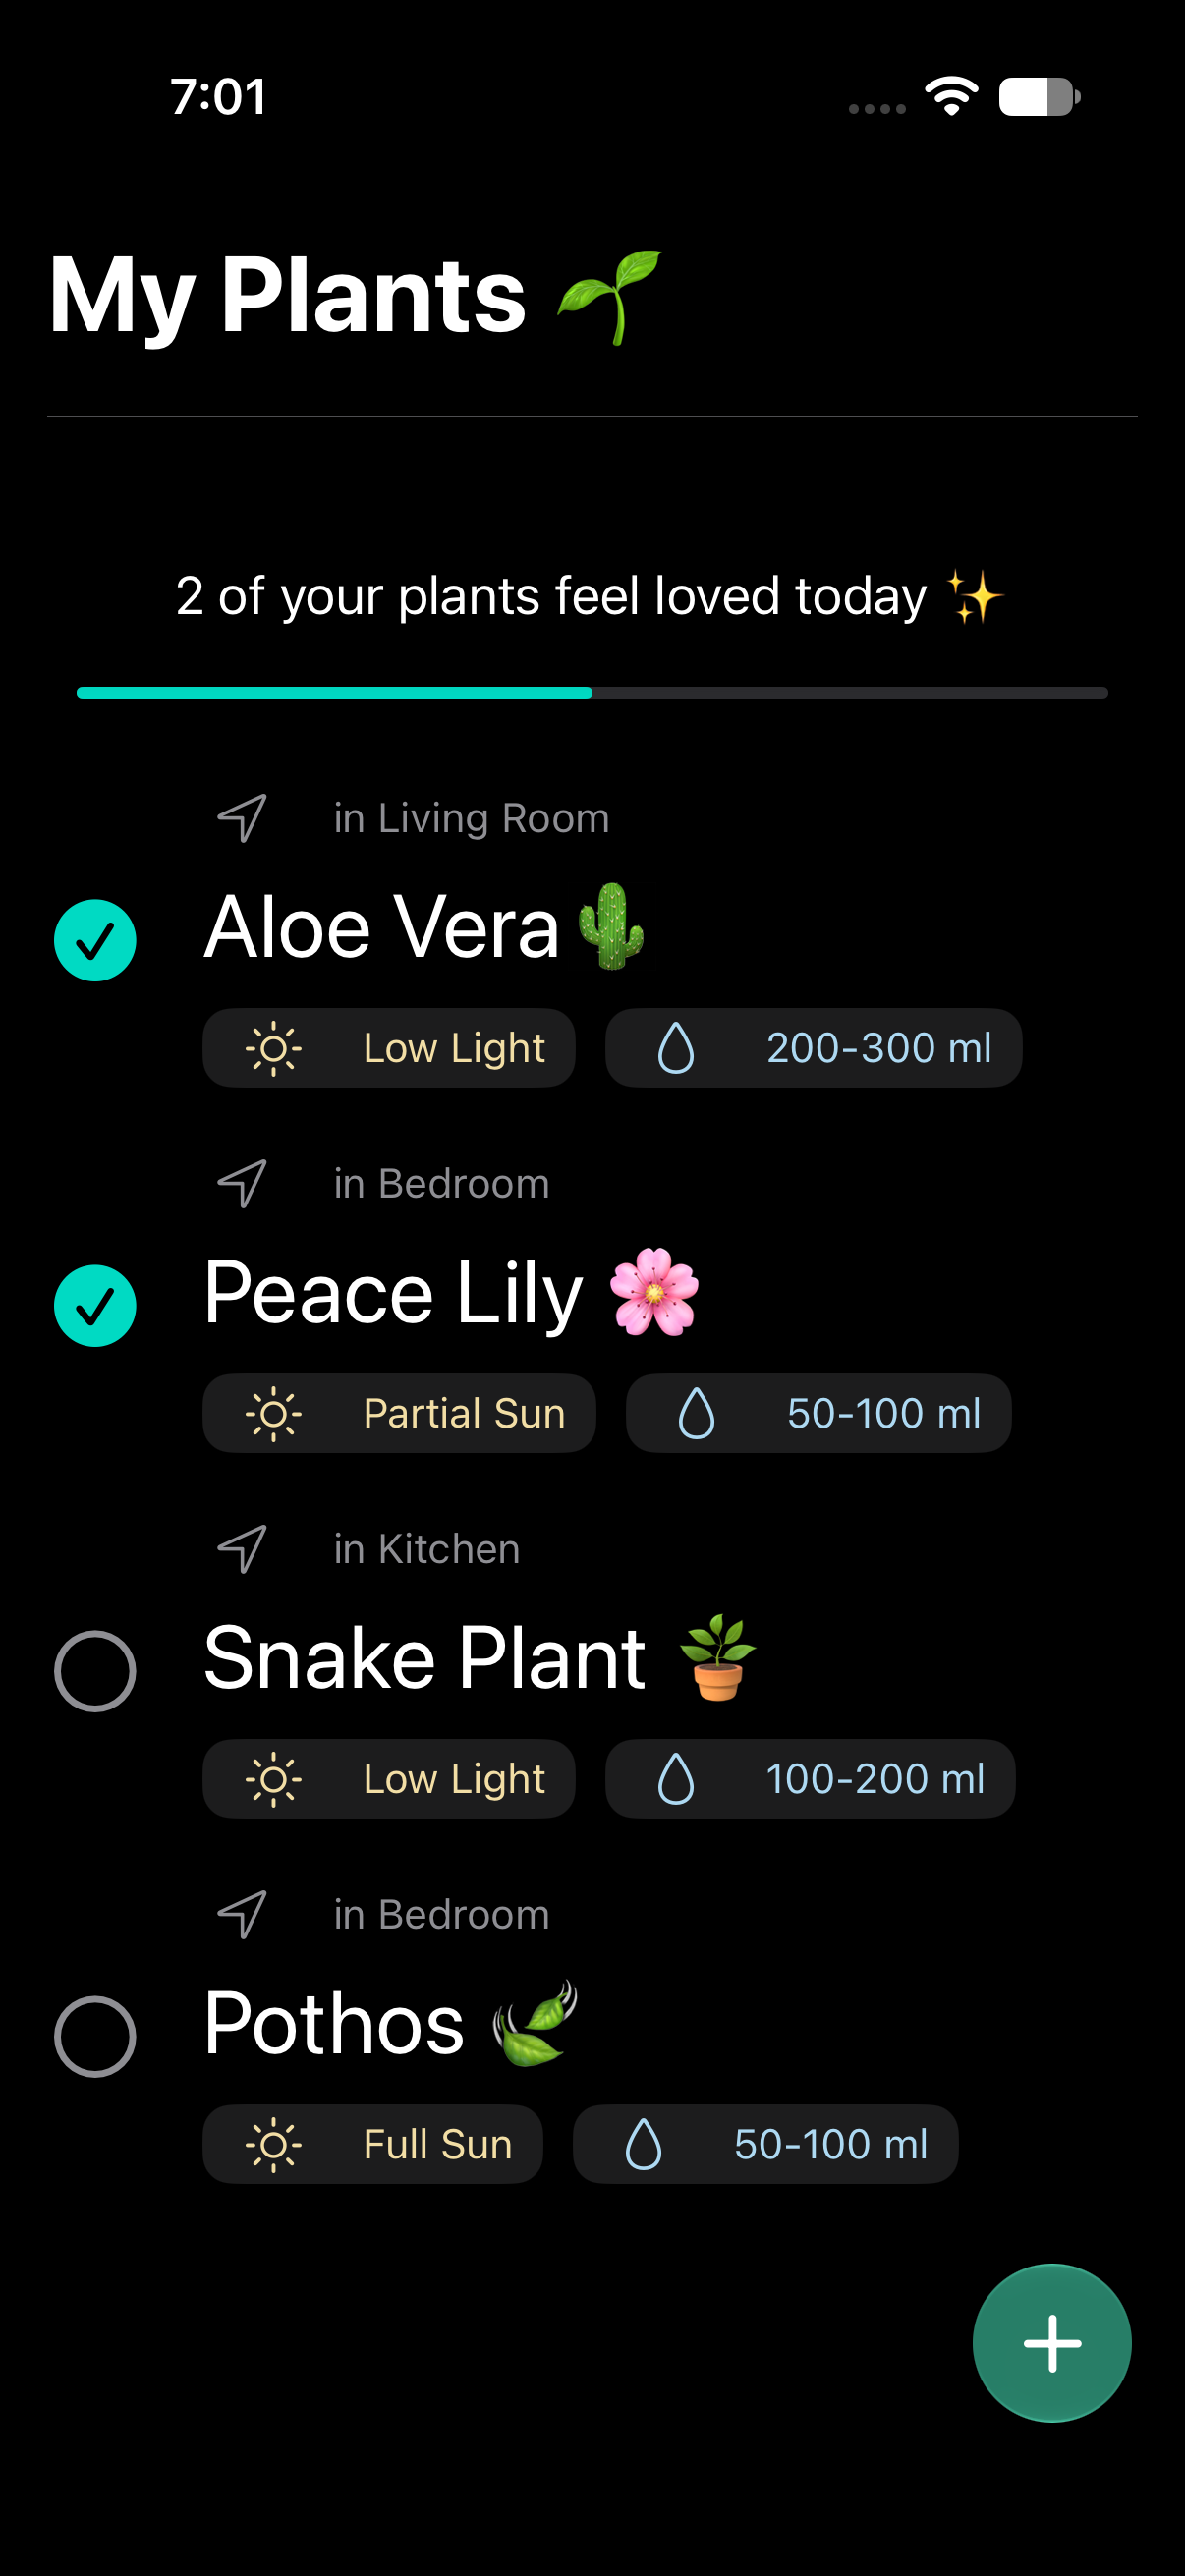 7:01
My Plants 🌱
2 of your plants feel loved today ✨
in Living Room
Aloe Vera🌵
Low Light 200-300 ml
in Bedroom
Peace Lily 🌸
Partial Sun 50-100 ml
in Kitchen
Snake Plant 🪴
Low Light 100-200 ml
in Bedroom
Pothos 🍃
Full Sun 50-100 ml